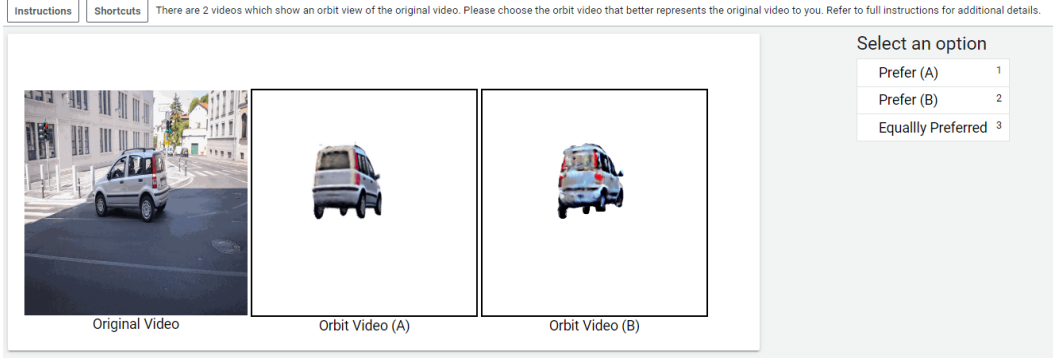 Instructions
Shortcuts
There are 2 videos which show an orbit view of the original video. Please choose the orbit video that better represents the original video to you. Refer to full instructions for additional details.
Select an option
Prefer (A) 1
Prefer (B) 2
Equallly Preferred 3
Original Video
Orbit Video (A)
Orbit Video (B)